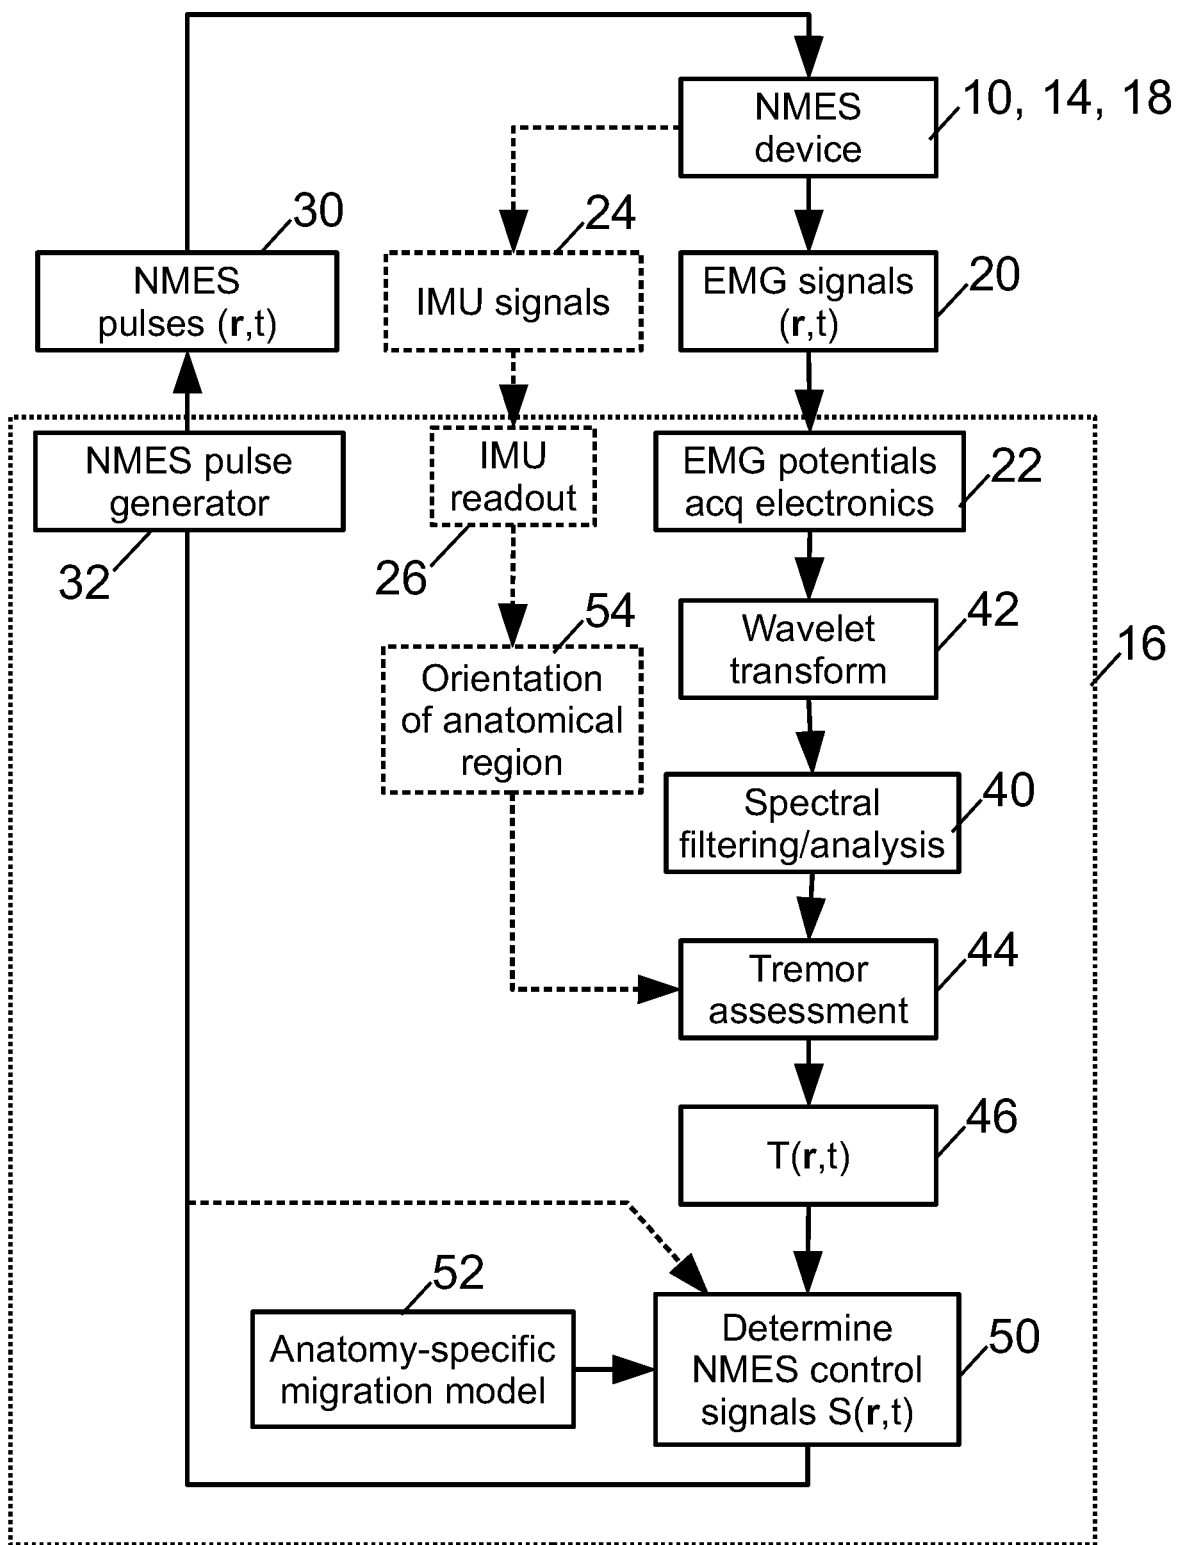 NMES
device
10, 14, 18
30
24
NMES
pulses (r,t)
IMU signals
EMG signals
(r,t)
20
NMES pulse
generator
32
IMU
readout
26
EMG potentials
acq electronics
22
54
Wavelet
transform
42
16
Orientation
of anatomical
region
Spectral
filtering/analysis
40
Tremor
assessment
44
T(r,t)
46
52
Anatomy-specific
migration model
Determine
NMES control
signals S(r,t)
50